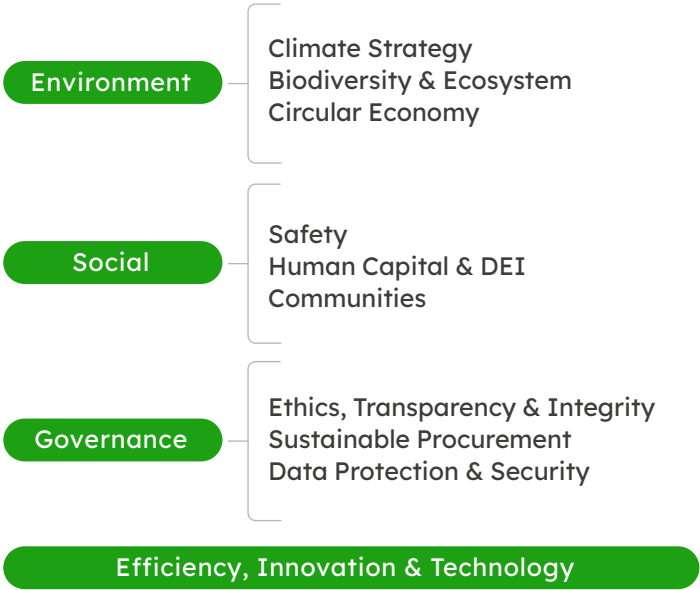 Environment
Climate Strategy
Biodiversity & Ecosystem
Circular Economy
Social
Safety
Human Capital & DEI
Communities
Governance
Ethics, Transparency & Integrity
Sustainable Procurement
Data Protection & Security
Efficiency, Innovation & Technology